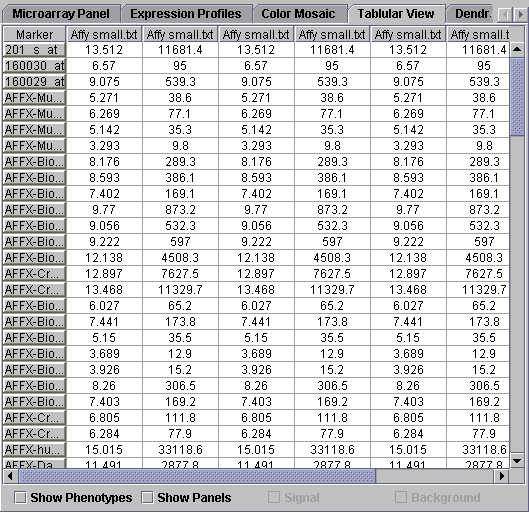 Microarray Panel Expression Profiles Color Mosaic Tablular View Dendr
Marker Affy small.txt Affy small.txt Affy small.txt Affy small.txt Affy small.txt Affy small.t
201_s_at 13.512 11681.4 13.512 11681.4 13.512 11681.4
160030_at 6.57 95 6.57 95 6.57 95
160029_at 9.075 539.3 9.075 539.3 9.075 539.3
AFFX-Mu... 5.271 38.6 5.271 38.6 5.271 38.6
AFFX-Mu... 6.269 77.1 6.269 77.1 6.269 77.1
AFFX-Mu... 5.142 35.3 5.142 35.3 5.142 35.3
AFFX-Mu... 3.293 9.8 3.293 9.8 3.293 9.8
AFFX-Bio... 8.176 289.3 8.176 289.3 8.176 289.3
AFFX-Bio... 8.593 386.1 8.593 386.1 8.593 386.1
AFFX-Bio... 7.402 169.1 7.402 169.1 7.402 169.1
AFFX-Bio... 9.77 873.2 9.77 873.2 9.77 873.2
AFFX-Bio... 9.056 532.3 9.056 532.3 9.056 532.3
AFFX-Bio... 9.222 597 9.222 597 9.222 597
AFFX-Bio... 12.138 4508.3 12.138 4508.3 12.138 4508.3
AFFX-Cr... 12.897 7627.5 12.897 7627.5 12.897 7627.5
AFFX-Cr... 13.468 11329.7 13.468 11329.7 13.468 11329.7
AFFX-Bio... 6.027 65.2 6.027 65.2 6.027 65.2
AFFX-Bio... 7.441 173.8 7.441 173.8 7.441 173.8
AFFX-Bio... 5.15 35.5 5.15 35.5 5.15 35.5
AFFX-Bio... 3.689 12.9 3.689 12.9 3.689 12.9
AFFX-Bio... 3.926 15.2 3.926 15.2 3.926 15.2
AFFX-Bio... 8.26 306.5 8.26 306.5 8.26 306.5
AFFX-Bio... 7.403 169.2 7.403 169.2 7.403 169.2
AFFX-Cr... 6.805 111.8 6.805 111.8 6.805 111.8
AFFX-Cr... 6.284 77.9 6.284 77.9 6.284 77.9
AFFX-hu... 15.015 33118.6 15.015 33118.6 15.015 33118.6
AFFX-Da... 11.491 2877.8 11.491 2877.8 11.491 2877.8
Show Phenotypes Show Panels Signal Background